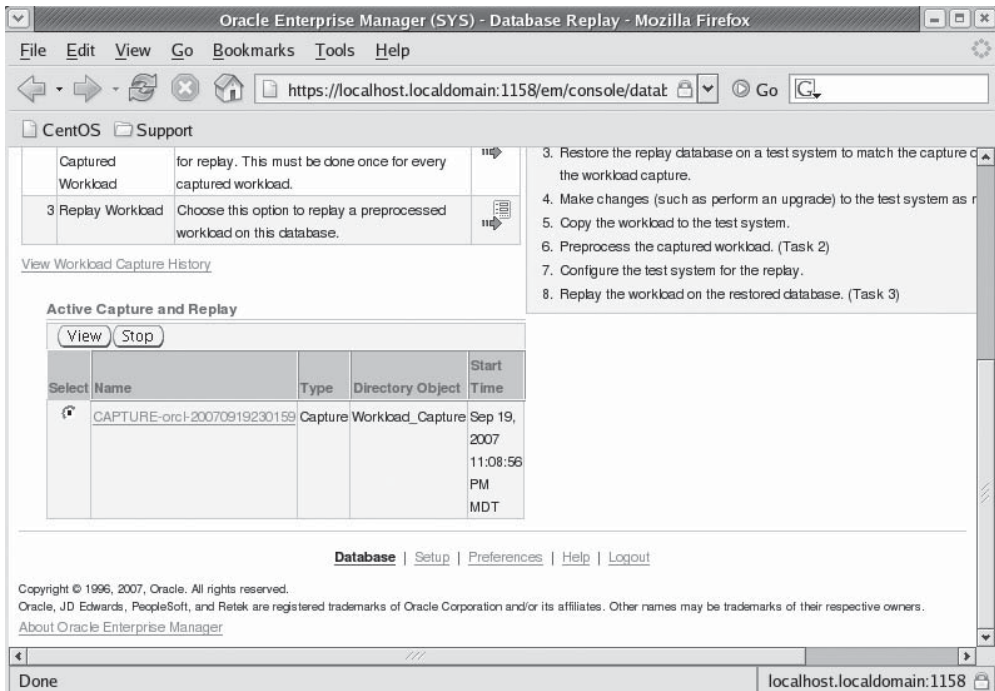 Oracle Enterprise Manager (SYS) - Database Replay - Mozilla Firefox
File Edit View Go Bookmarks Tools Help
https://localhost.localdomain:1158/em/console/datab
Go
G
CentOS Support
Captured Workload
for replay. This must be done once for every
captured workload.
3 Replay Workload
Choose this option to replay a preprocessed
workload on this database.
View Workload Capture History
3. Restore the replay database on a test system to match the capture
the workload capture.
4. Make changes (such as perform an upgrade) to the test system as
5. Copy the workload to the test system.
6. Preprocess the captured workload. (Task 2)
7. Configure the test system for the replay.
8. Replay the workload on the restored database. (Task 3)
Active Capture and Replay
View Stop
Select Name Type Directory Object Start Time
CAPTURE-orcl-20070919230159 Capture Workload_Capture Sep 19,
2007
11:08:56
PM
MDT
Database | Setup | Preferences | Help | Logout
Copyright © 1996, 2007, Oracle. All rights reserved.
Oracle, JD Edwards, PeopleSoft, and Retek are registered trademarks of Oracle Corporation and/or its affiliates. Other names may be trademarks of their respective owners.
About Oracle Enterprise Manager
Done
localhost.localdomain:1158